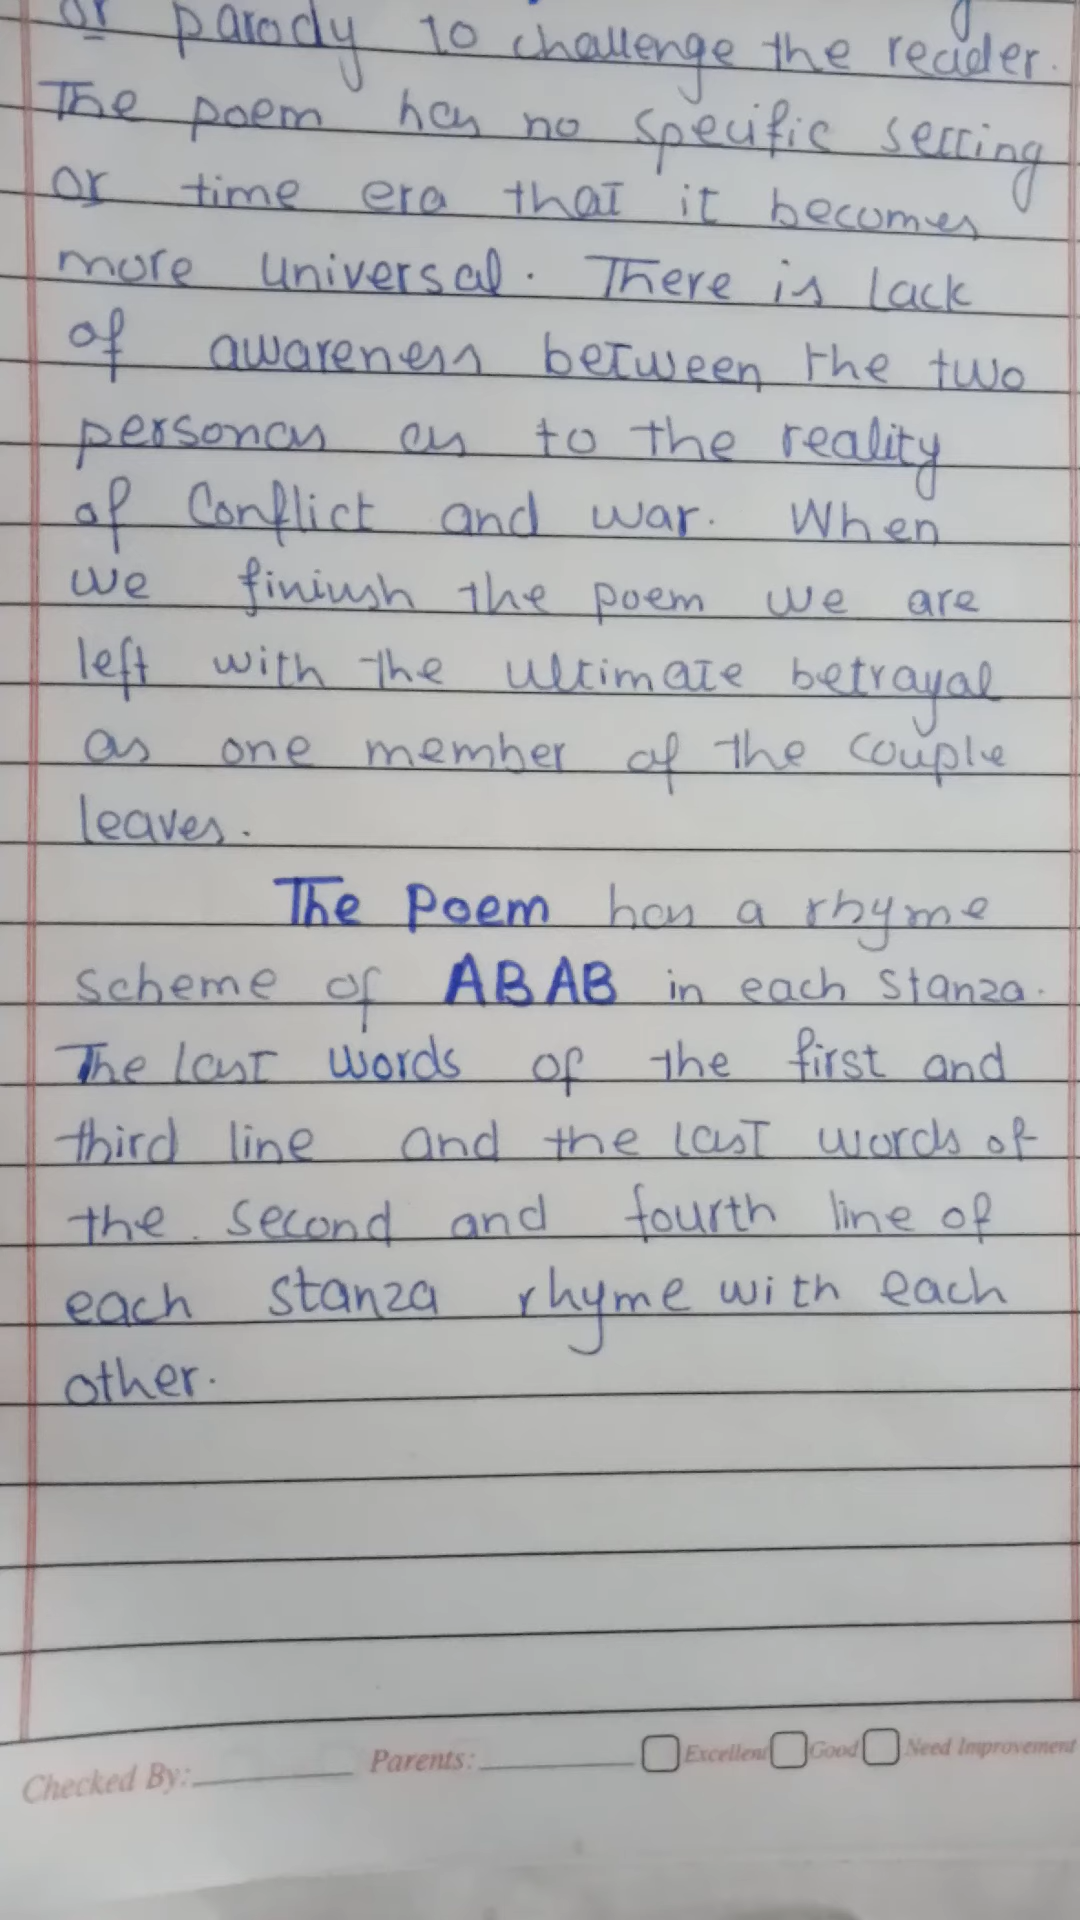 or parody to challenge the reader.
The poem has no specific setting
or time era that it becomes
more universal. There is lack
of awareness between the two
personas as to the reality
of Conflict and war. When
we finiush the poem we are
left with the ultimate betrayal
as one member of the couple
leaves.
The Poem has a rhyme
scheme of ABAB in each stanza.
The last words of the first and
third line and the last words of
the second and fourth line of
each stanza rhyme with each
other.
Checked By: Parents: Excellent Good Need Improvement